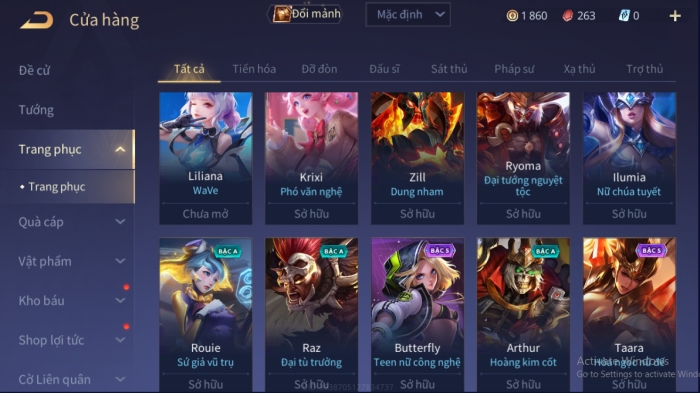 Cửa hàng
Đổi mảnh
Mặc định
1 860
263
0
Đề cử
Tướng
Trang phục
Trang phục
Quà cáp
Vật phẩm
Kho báu
Shop lợi tức
Cờ Liên quân
Tất cả
Tiến hóa
Đỡ đòn
Đấu sĩ
Sát thủ
Pháp sư
Xạ thủ
Trợ thủ
Liliana
WaVe
Chưa mở
Krixi
Phó văn nghệ
Sở hữu
Zill
Dung nham
Sở hữu
Ryoma
Đại tướng nguyệt
tộc
Sở hữu
Ilumia
Nữ chúa tuyết
Sở hữu
BẬC A
Rouie
Sứ giả vũ trụ
Sở hữu
Raz
Đại tù trưởng
Sở hữu
BẬC A
BẬC S
Butterfly
Teen nữ công nghệ
Sở hữu
BẬC A
Arthur
Hoàng kim cốt
Sở hữu
BẬC S
Taara
Hỏa ngọc nữ đế
Sở hữu
Activate Windows
Go to Settings to activate Wind